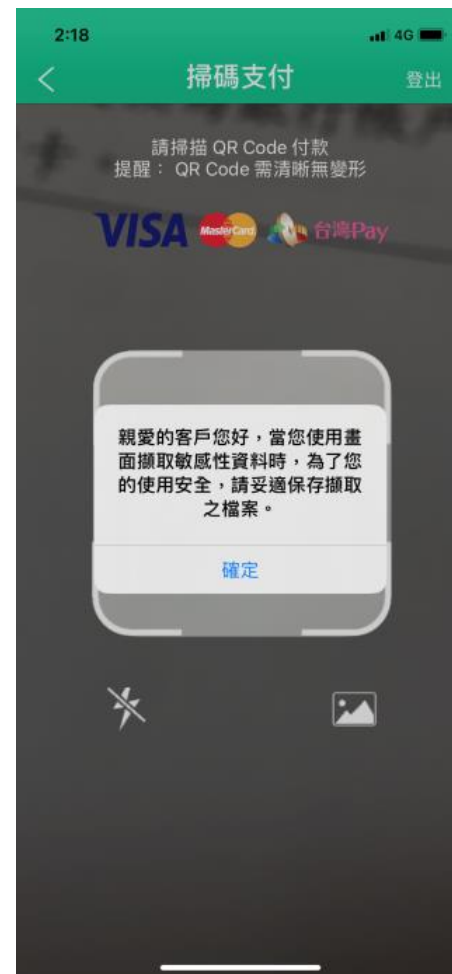 2:18 4G
掃碼支付 登出
請掃描 QR Code 付款
提醒： QR Code 需清晰無變形
VISA MasterCard 台灣Pay
親愛的客戶您好，當您使用畫
面擷取敏感性資料時，為了您
的使用安全，請妥適保存擷取
之檔案。
確定